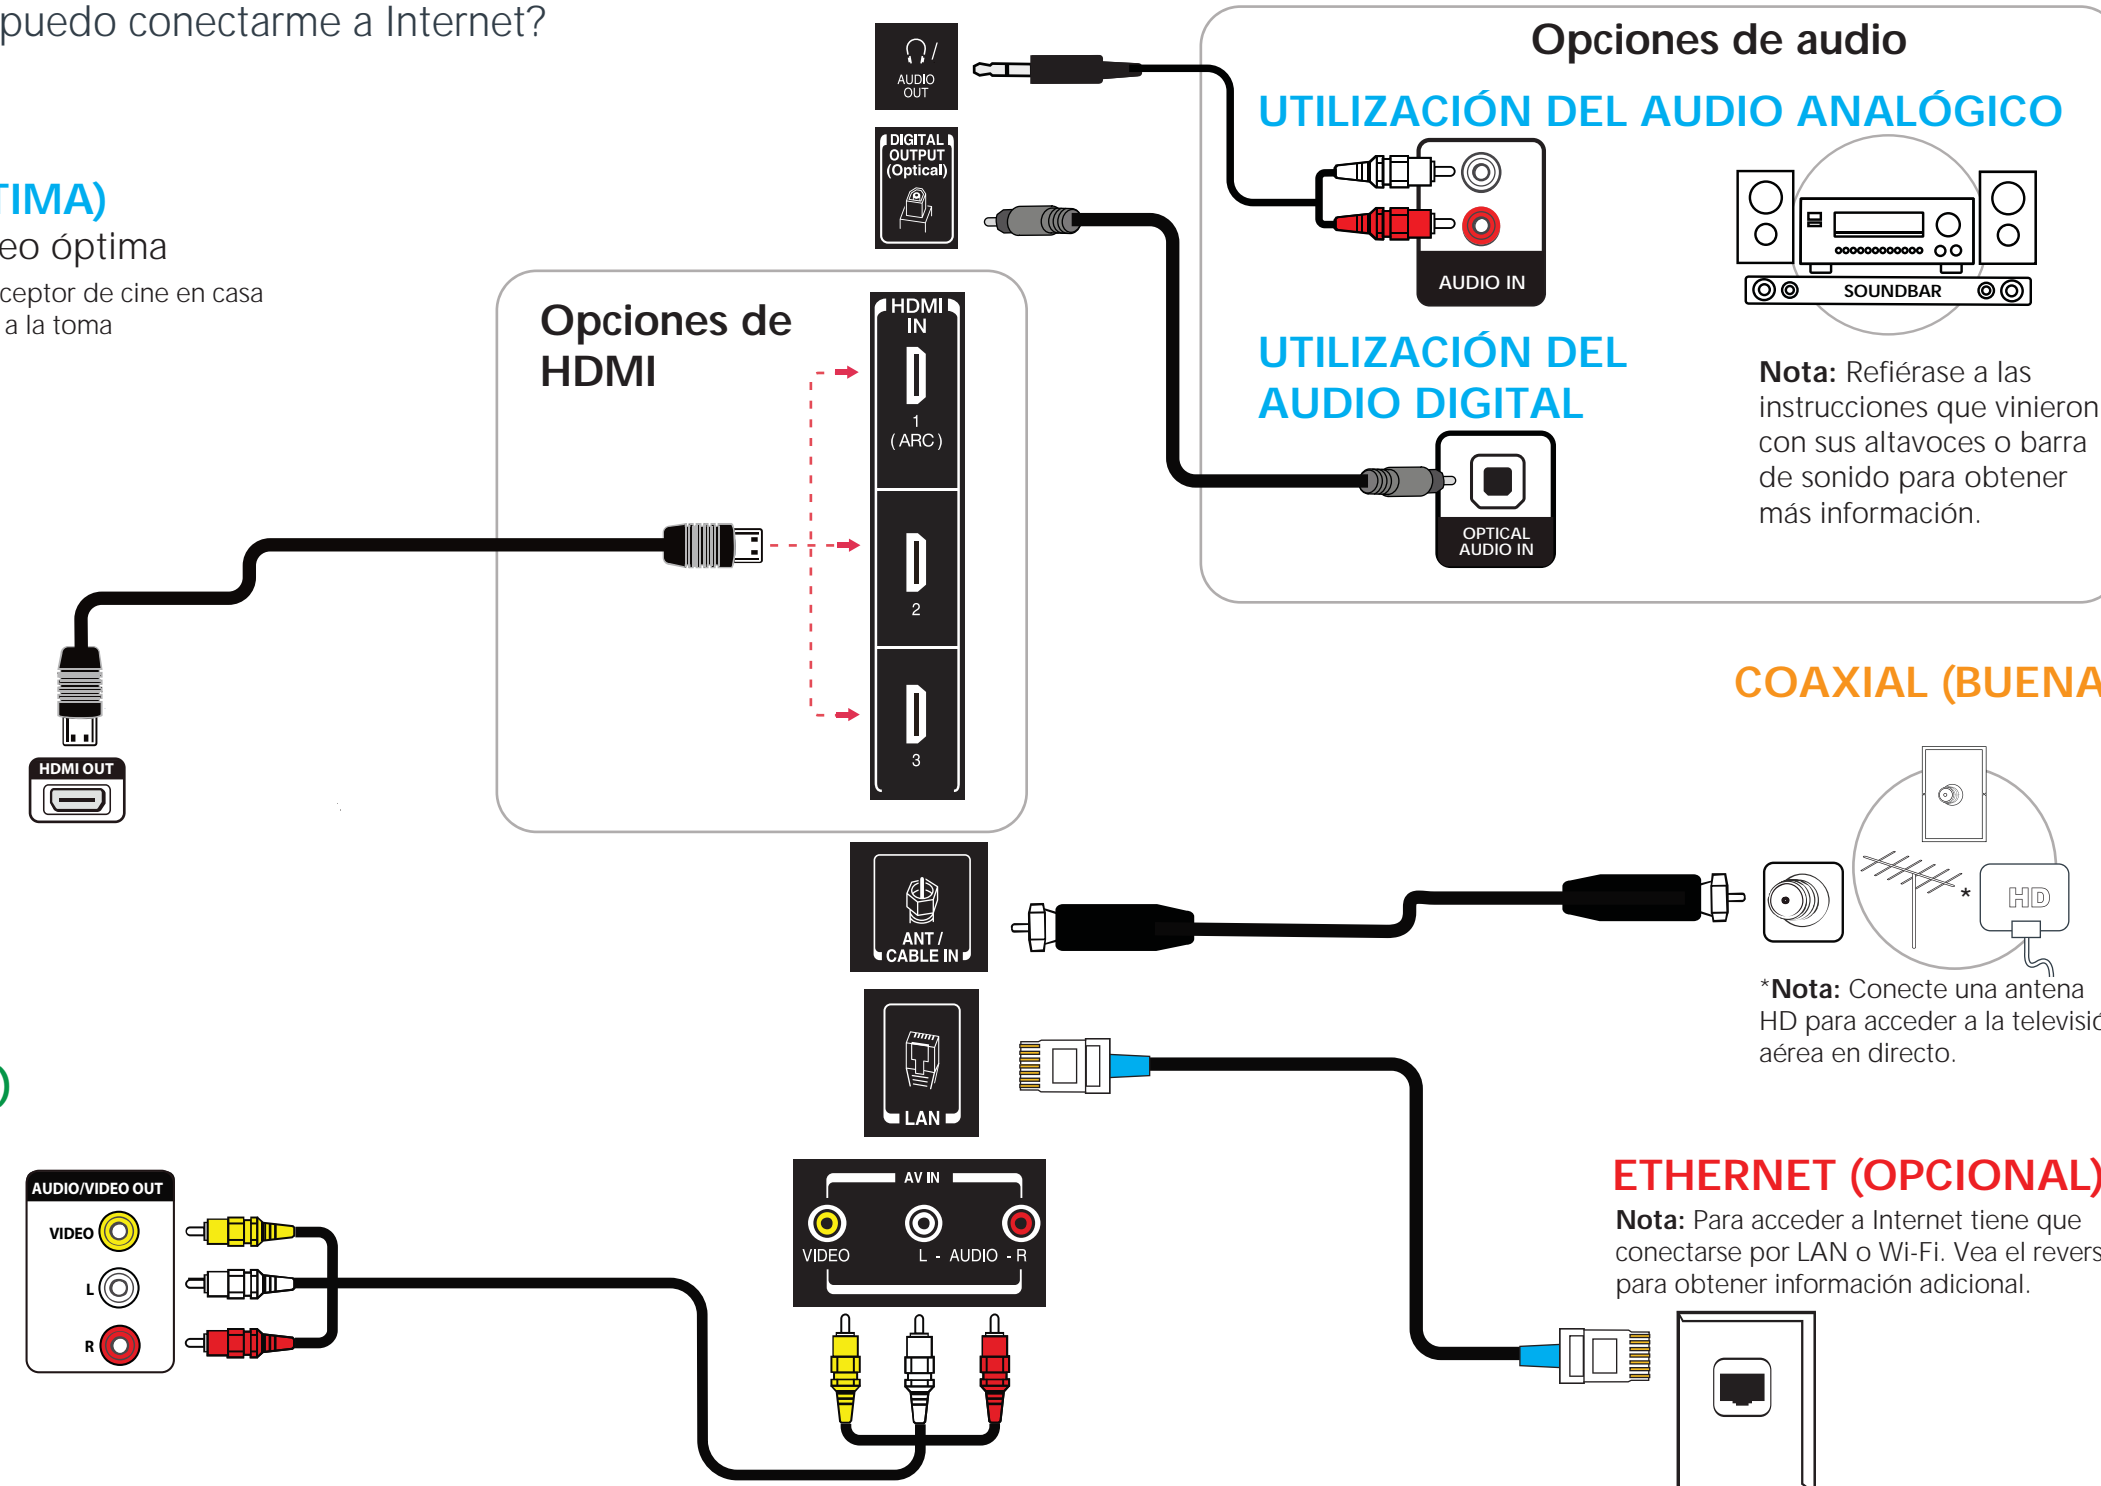 puedo conectarme a Internet?
TIMA)
eo óptima
ceptor de cine en casa
a la toma
Opciones de
HDMI
HDMI OUT
/
AUDIO
OUT
DIGITAL
OUTPUT
(Optical)
HDMI
IN
1
(ARC)
2
3
ANT /
CABLE IN
LAN
AV IN
VIDEO
L - AUDIO - R
AUDIO/VIDEO OUT
VIDEO
L
R
)
Opciones de audio
UTILIZACIÓN DEL AUDIO ANALÓGICO
AUDIO IN
SOUNDBAR
UTILIZACIÓN DEL
AUDIO DIGITAL
OPTICAL
AUDIO IN
Nota: Refiérase a las
instrucciones que vinieron
con sus altavoces o barra
de sonido para obtener
más información.
COAXIAL (BUENA
*
HD
*Nota: Conecte una antena
HD para acceder a la televisió
aérea en directo.
ETHERNET (OPCIONAL)
Nota: Para acceder a Internet tiene que
conectarse por LAN o Wi-Fi. Vea el revers
para obtener información adicional.